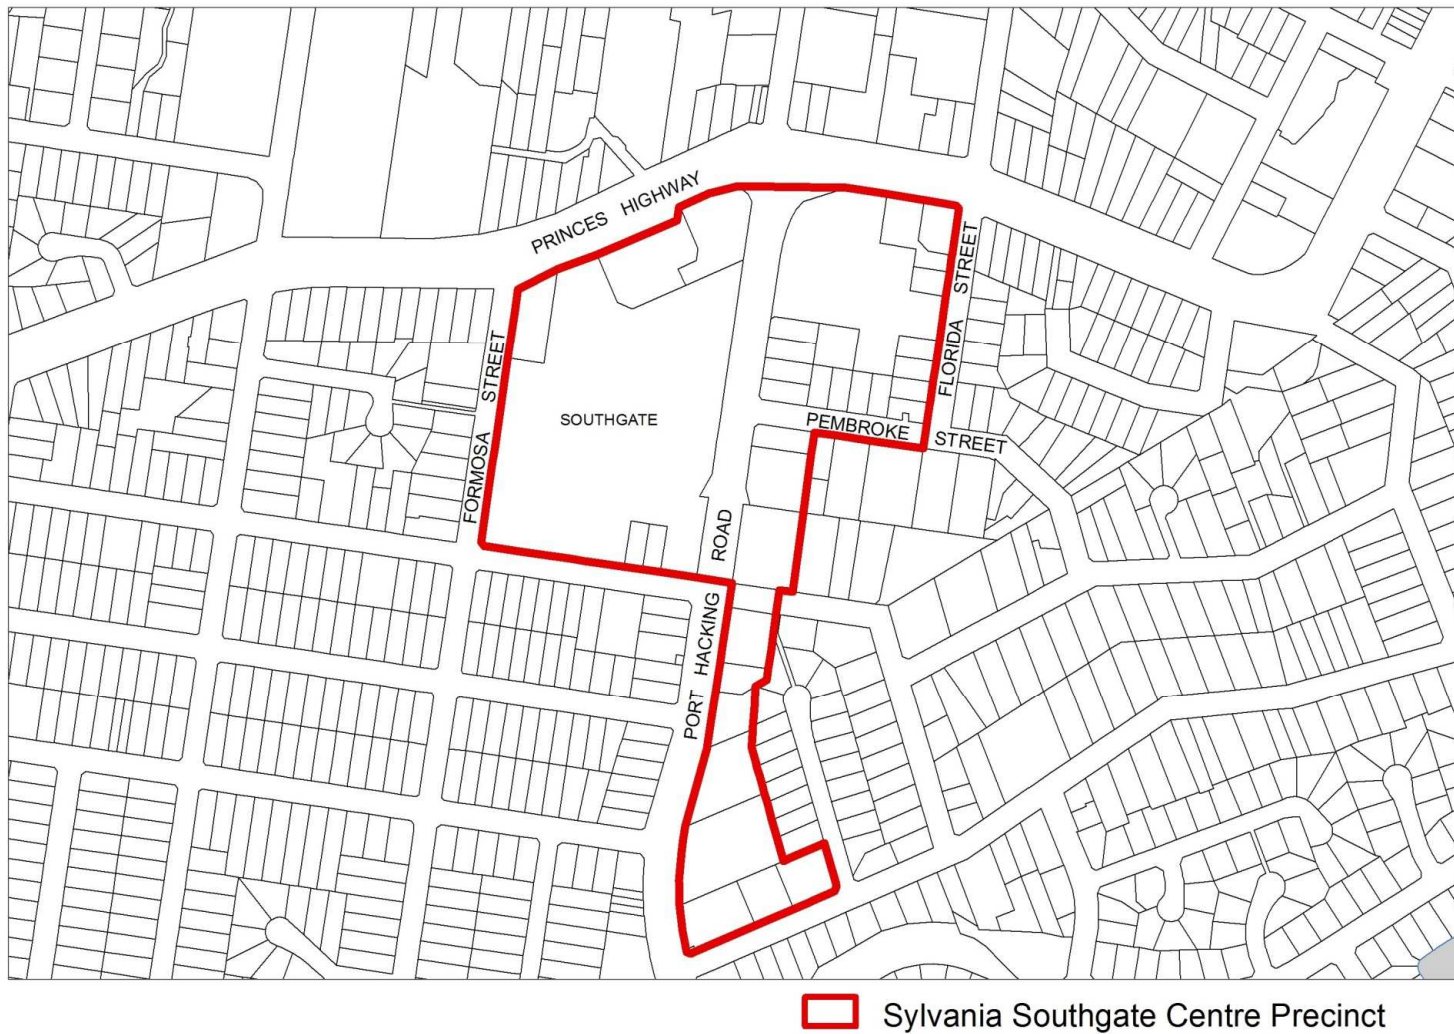 PRINCES HIGHWAY
FLORIDA STREET
FORMOSA STREET
SOUTHGATE
PEMBROKE STREET
PORT HACKING ROAD
Sylvania Southgate Centre Precinct